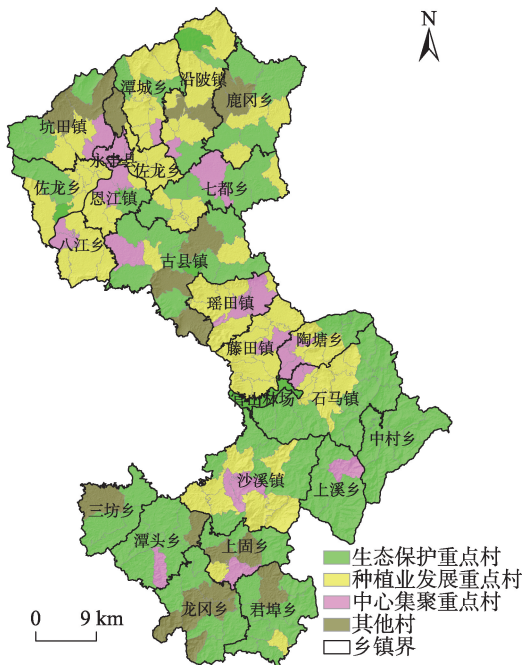 N
沿陂镇
潭城乡
鹿冈乡
坑田镇
永丰县
佐龙乡
佐龙乡
七都乡
恩江镇
八江乡
古县镇
瑶田镇
陶塘乡
藤田镇
官山林场
石马镇
中村乡
沙溪镇
上溪乡
三坊乡
潭头乡
上固乡
龙冈乡
君埠乡
生态保护重点村
种植业发展重点村
中心集聚重点村
其他村
乡镇界
0 9 km